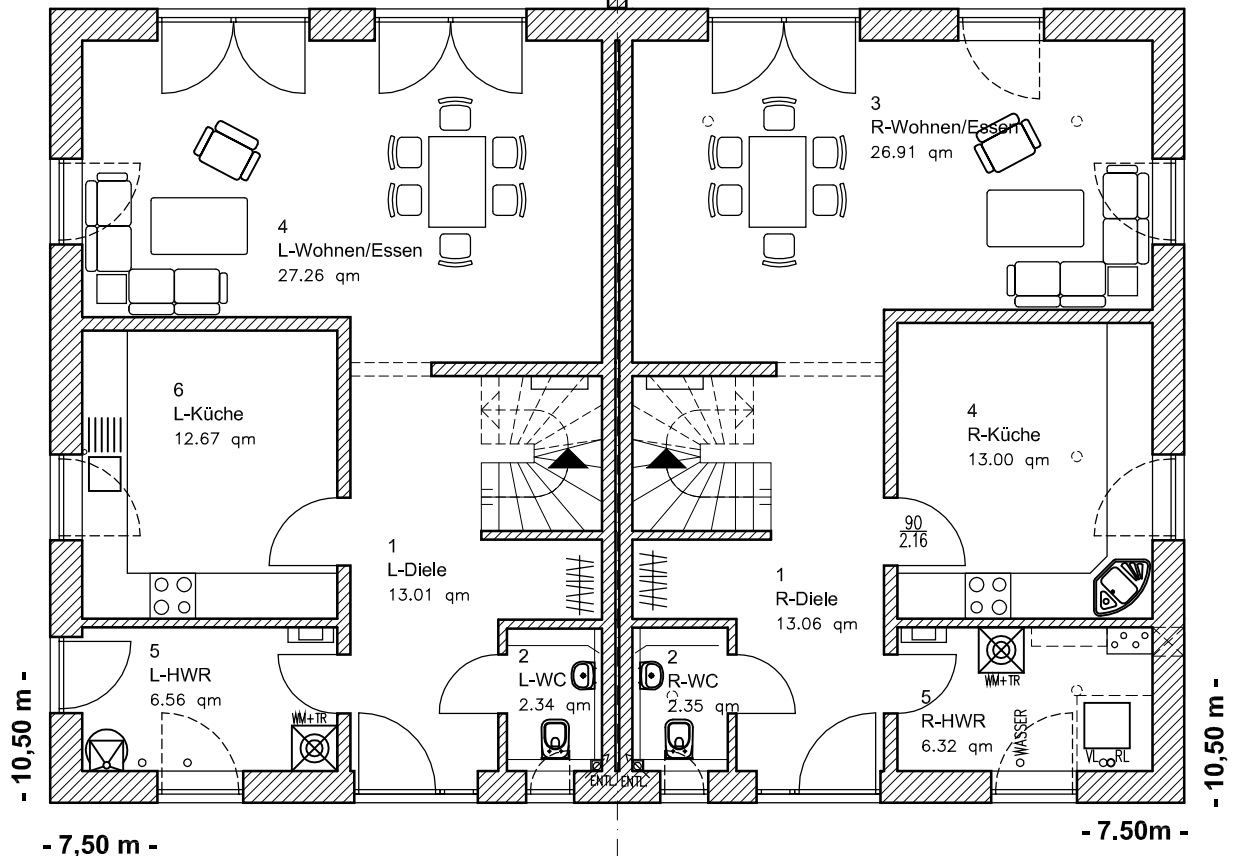 3
R-Wohnen/Essen
26.91 qm
4
L-Wohnen/Essen
27.26 qm
6
L-Küche
12.67 qm
4
R-Küche
13.00 qm
90
2.16
1
L-Diele
13.01 qm
1
R-Diele
13.06 qm
5
L-HWR
6.56 qm
2
L-WC
2.34 qm
2
R-WC
2.35 qm
5
R-HWR
6.32 qm
WM+TR
WM+TR
WASSER
VL
RL
ENTL.
ENTL.
- 10,50 m -
- 10,50 m -
- 7,50 m -
- 7.50m -